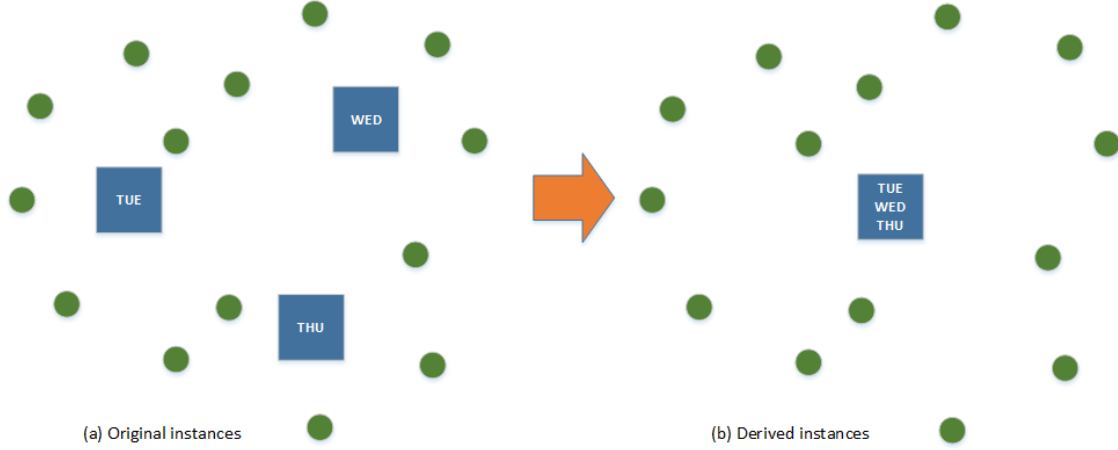 WED
TUE
THU
(a) Original instances
TUE
WED
THU
(b) Derived instances